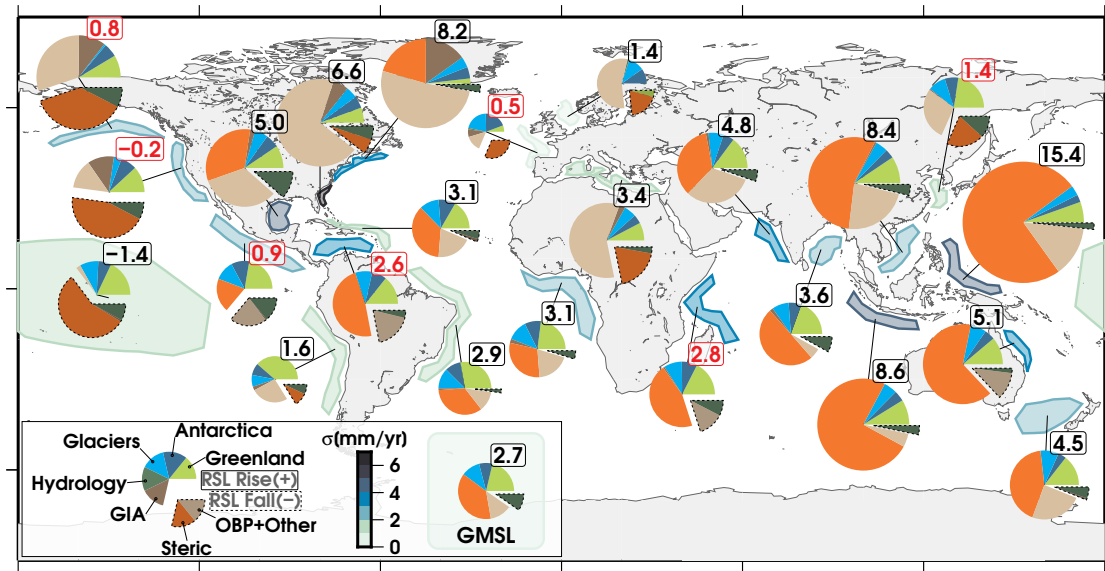 0.8
8.2
6.6
1.4
1.4
0.5
5.0
4.8
8.4
15.4
−0.2
3.1
3.4
−1.4
0.9
2.6
3.1
3.6
5.1
1.6
2.9
2.8
8.6
4.5
Glaciers
Antarctica
Greenland
Hydrology
RSL Rise(+)
RSL Fall(−)
GIA
OBP+Other
Steric
σ(mm/yr)
6
4
2
0
2.7
GMSL